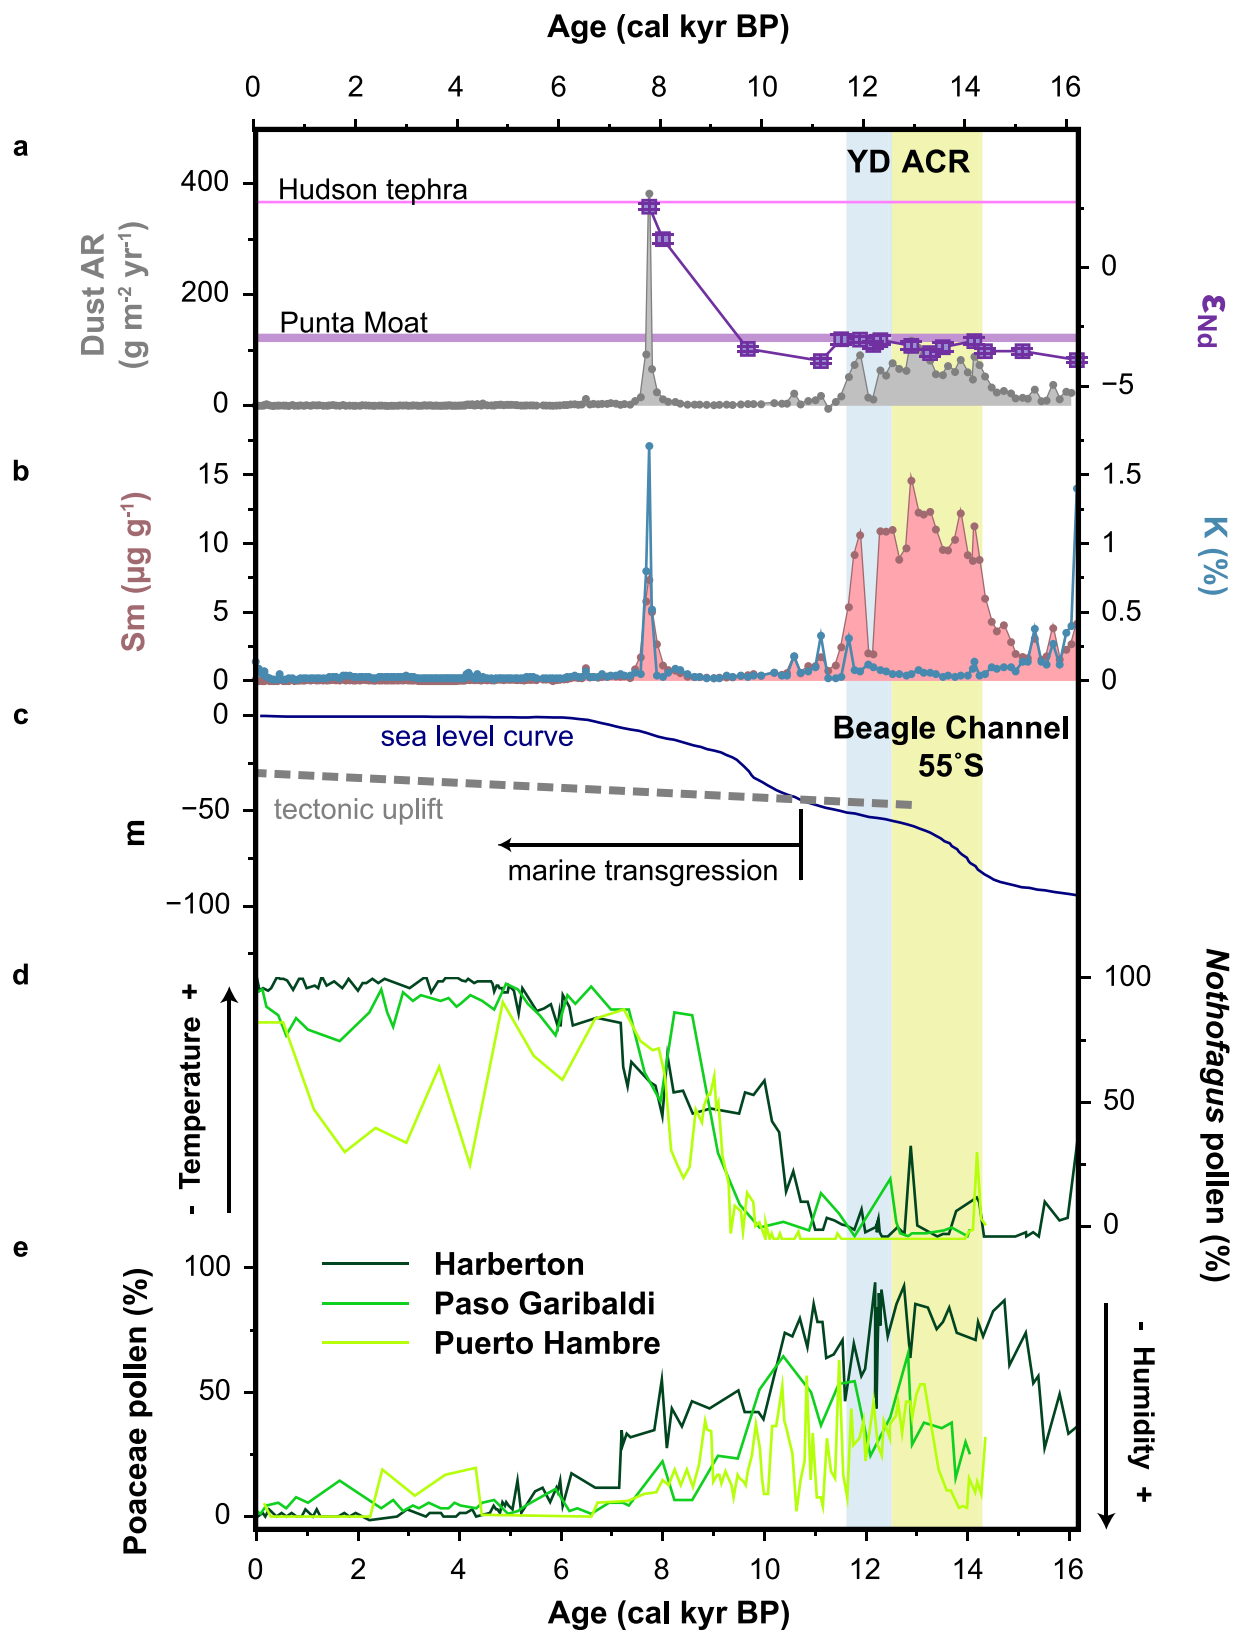 Age (cal kyr BP)
0 2 4 6 8 10 12 14 16
a
YD ACR
Hudson tephra
Punta Moat
400
200
0
Dust AR
(g m⁻² yr⁻¹)
0
−5
εNd
b
15
10
5
0
Sm (µg g⁻¹)
1.5
1
0.5
0
K (%)
c
0
−50
−100
m
sea level curve
Beagle Channel
55°S
tectonic uplift
marine transgression
d
- Temperature +
100
50
0
Nothofagus pollen (%)
e
100
50
0
Poaceae pollen (%)
Harberton
Paso Garibaldi
Puerto Hambre
- Humidity +
0 2 4 6 8 10 12 14 16
Age (cal kyr BP)